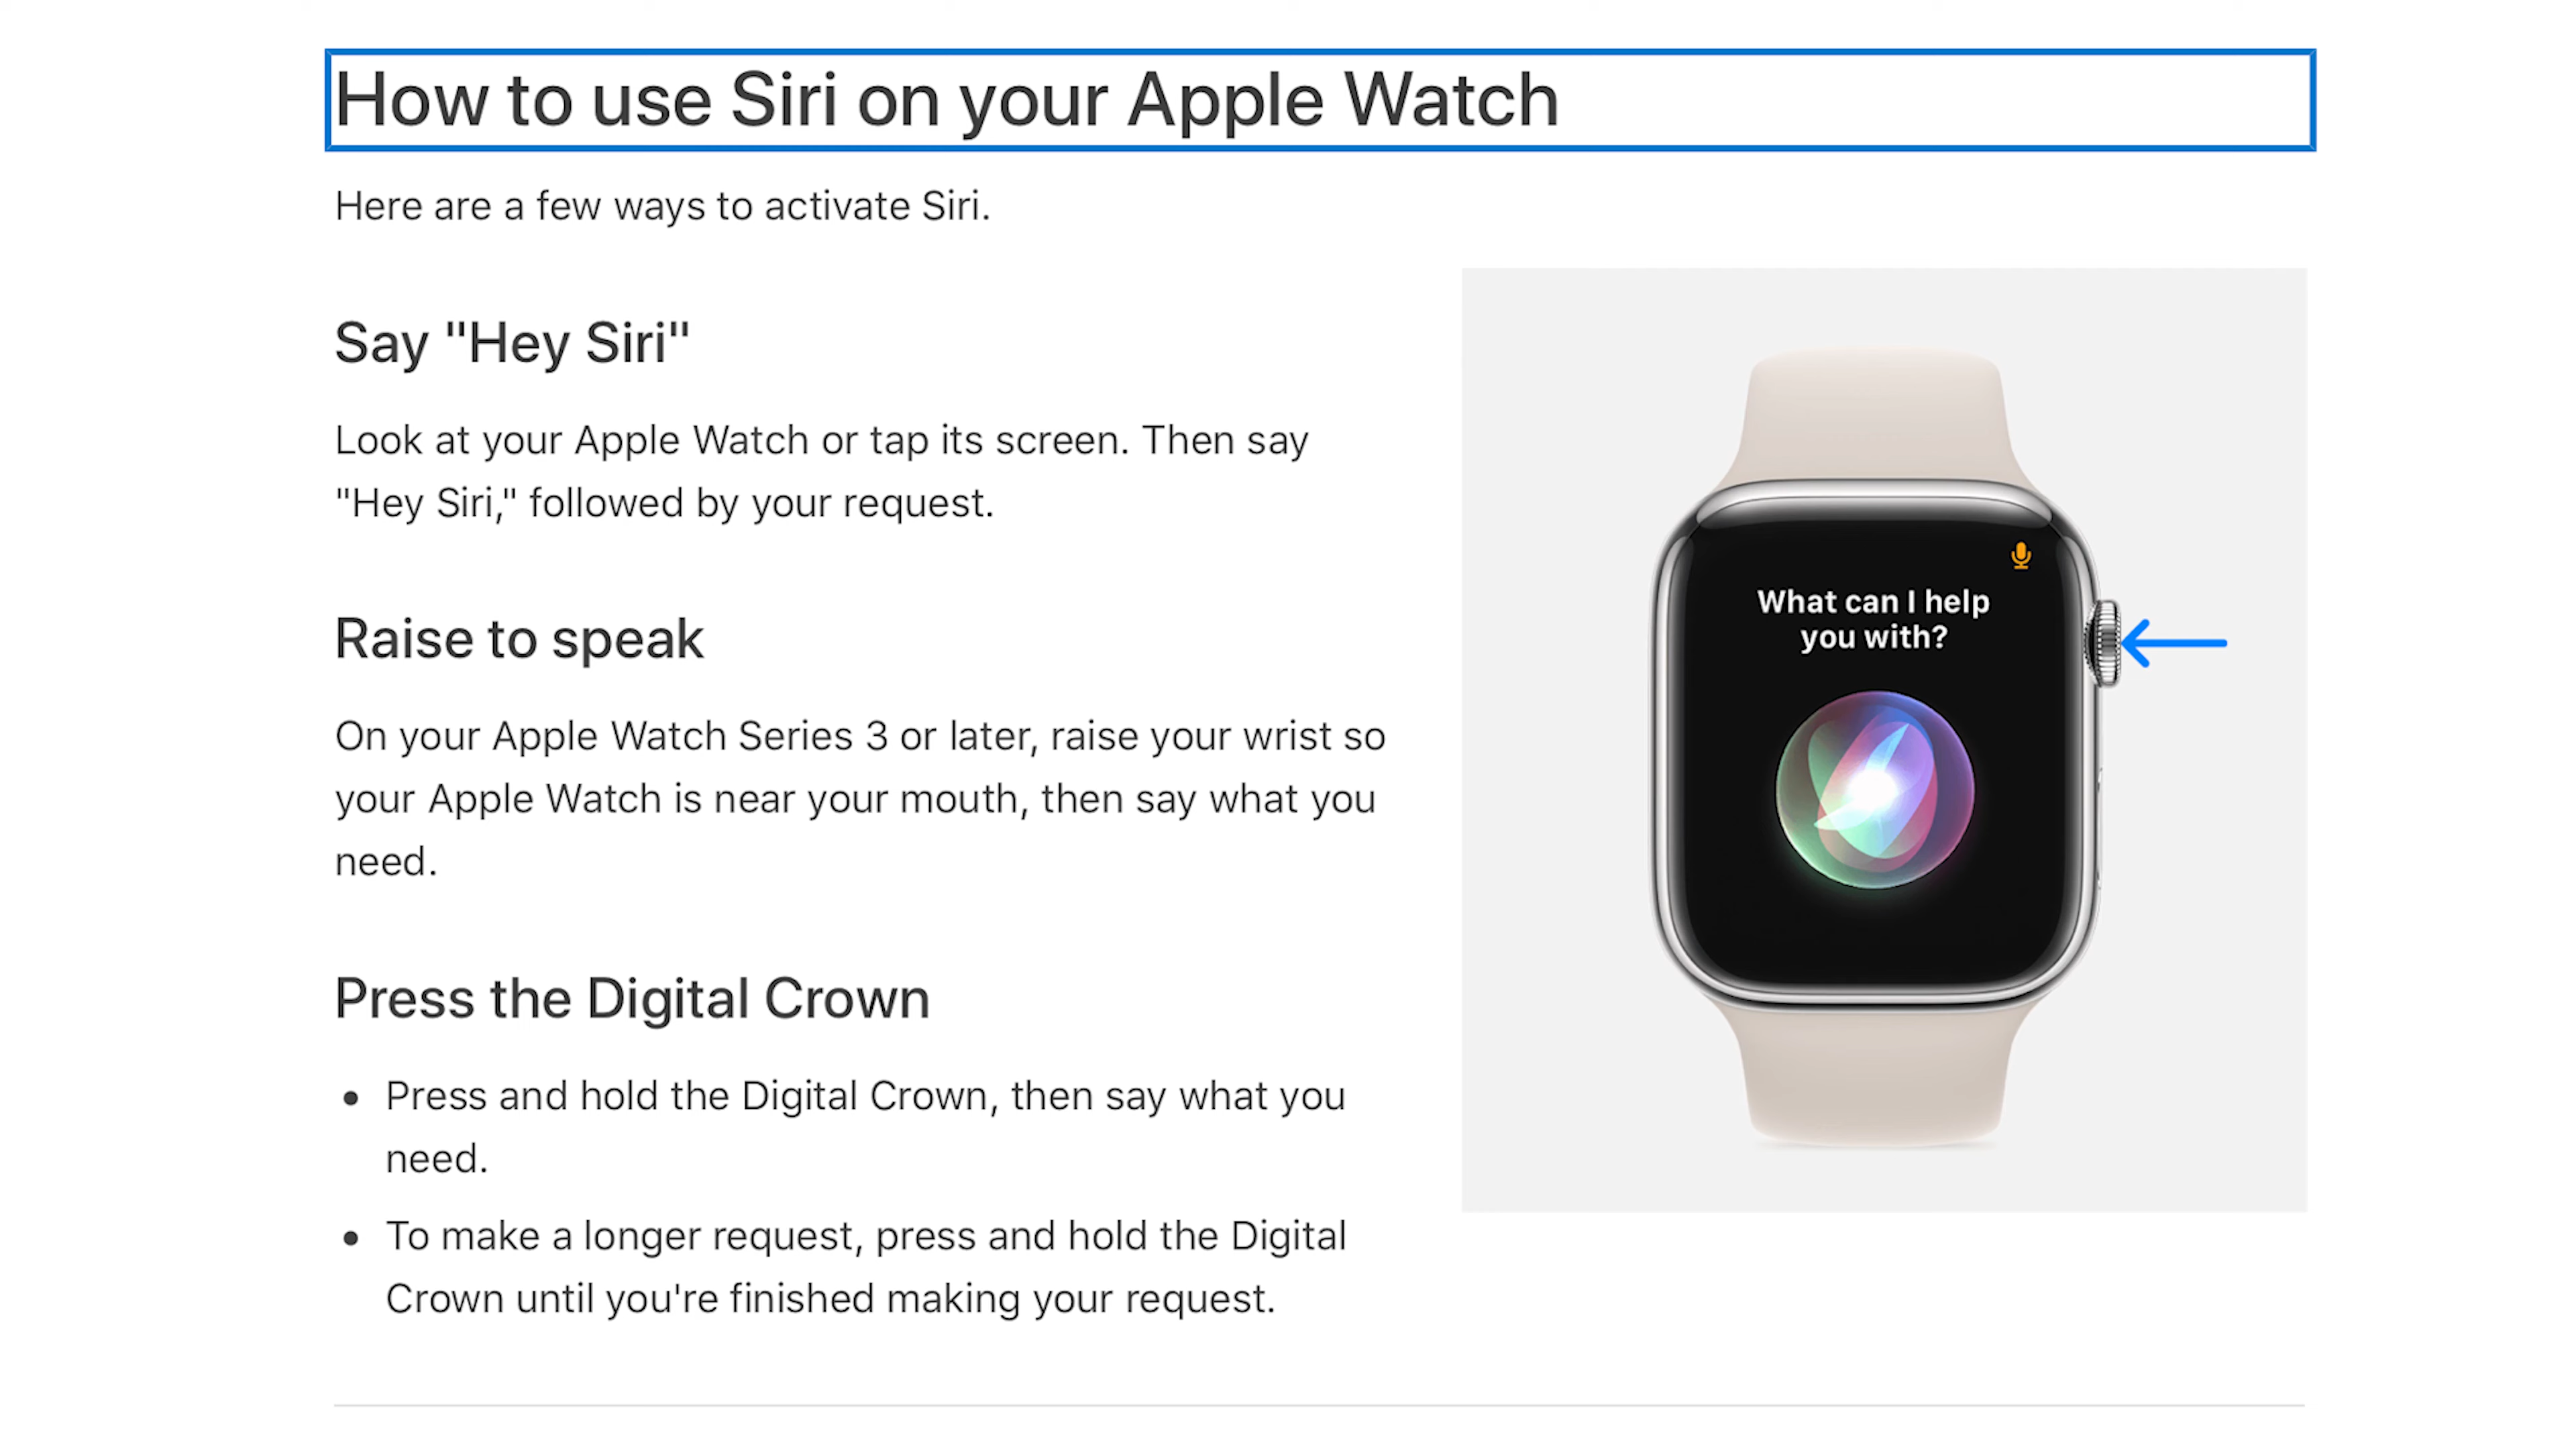 How to use Siri on your Apple Watch
Here are a few ways to activate Siri.
Say "Hey Siri"
Look at your Apple Watch or tap its screen. Then say
"Hey Siri," followed by your request.
Raise to speak
On your Apple Watch Series 3 or later, raise your wrist so
your Apple Watch is near your mouth, then say what you
need.
Press the Digital Crown
• Press and hold the Digital Crown, then say what you
need.
• To make a longer request, press and hold the Digital
Crown until you're finished making your request.
What can I help
you with?